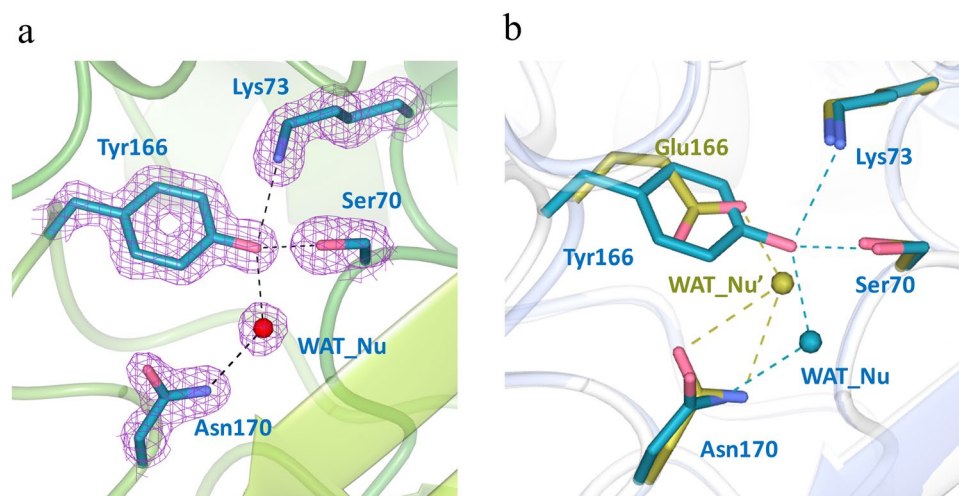 a
Lys73
Tyr166
Ser70
WAT_Nu
Asn170
b
Glu166
Lys73
Tyr166
WAT_Nu’
Ser70
WAT_Nu
Asn170